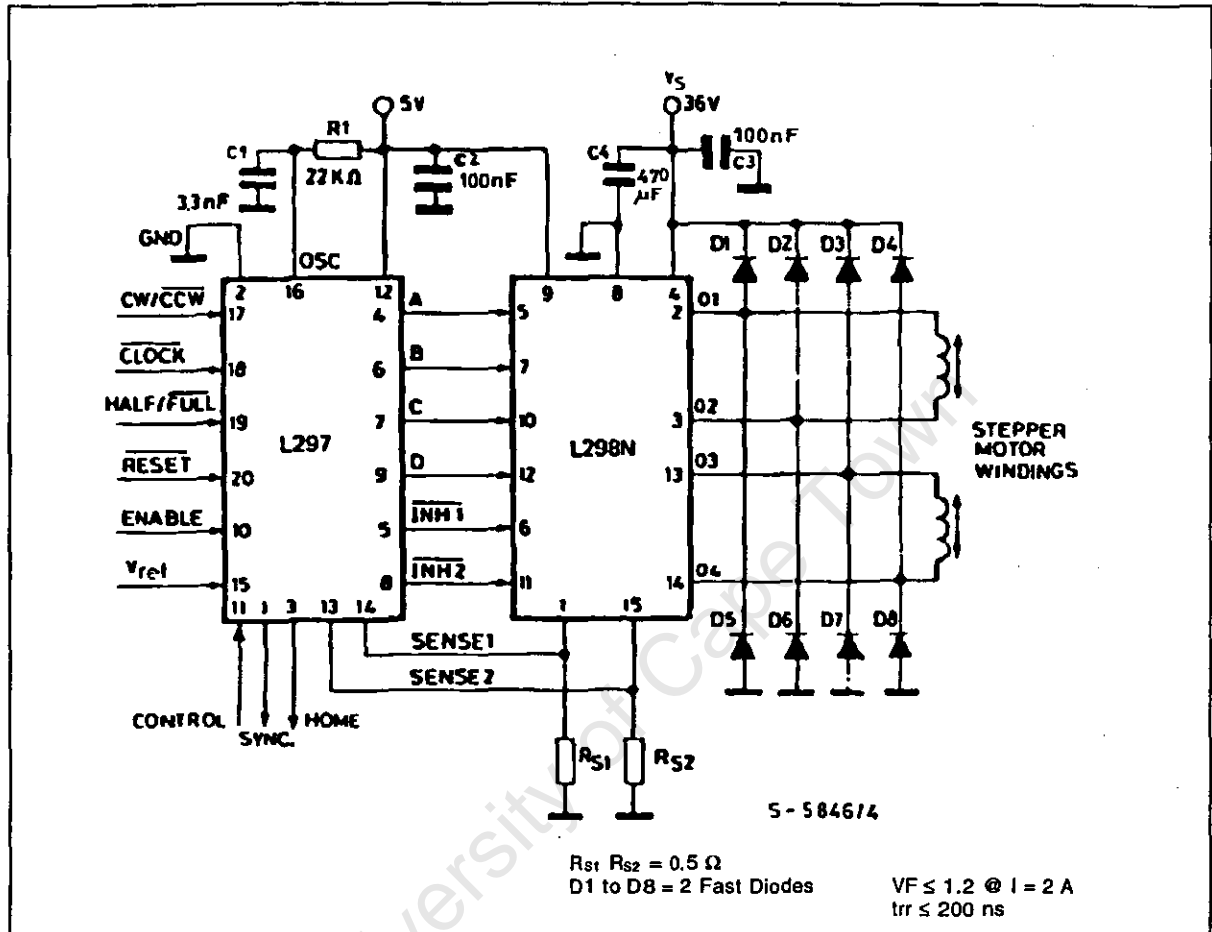 5V
Vs
36V
R1
C1
22KΩ
3.3nF
C2
100nF
C4
470
µF
100nF
C3
GND
OSC
D1 D2 D3 D4
2 16 12
9 8 4
CW/CCW 17
4 A 5
2 O1
CLOCK 18
6 B 7
HALF/FULL 19
7 C 10
3 O2
L297
L298N
STEPPER
MOTOR
WINDINGS
RESET 20
9 D 12
13 O3
ENABLE 10
5 INH1 6
Vref 15
8 INH2 11
14 O4
11 1 3 13 14
1 15
D5 D6 D7 D8
SENSE1
SENSE2
CONTROL
SYNC.
HOME
RS1
RS2
S-5846/4
RS1 RS2 = 0.5 Ω
D1 to D8 = 2 Fast Diodes
VF ≤ 1.2 @ I = 2 A
trr ≤ 200 ns
University of Cape Town